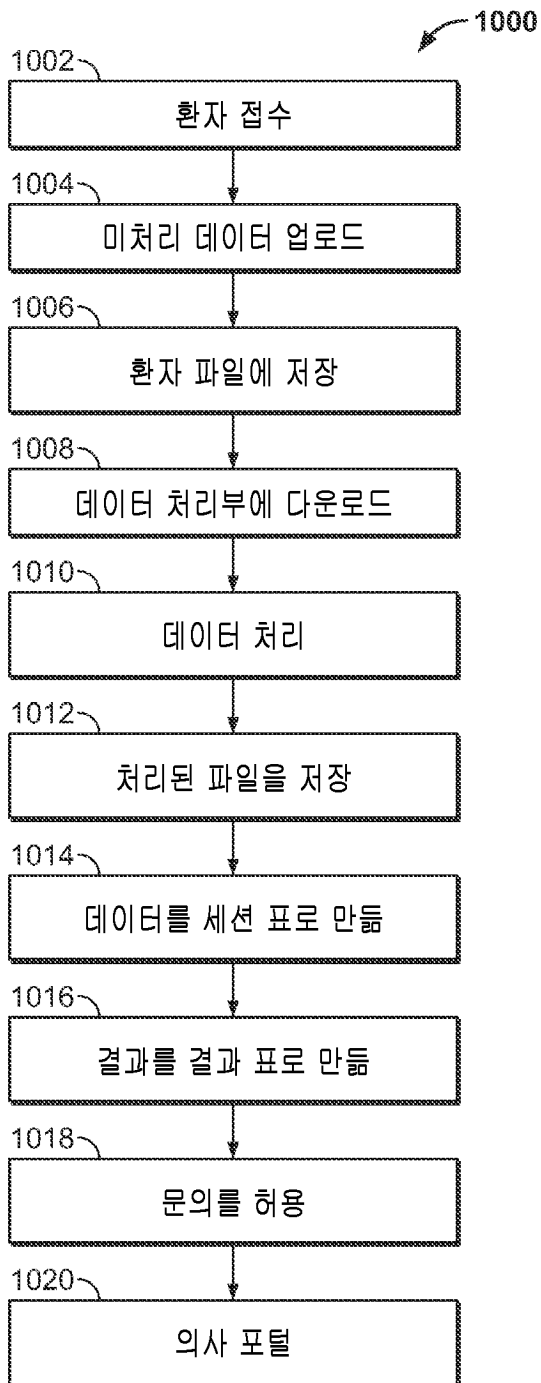 1000
1002
환자 접수
1004
미처리 데이터 업로드
1006
환자 파일에 저장
1008
데이터 처리부에 다운로드
1010
데이터 처리
1012
처리된 파일을 저장
1014
데이터를 세션 표로 만듦
1016
결과를 결과 표로 만듦
1018
문의를 허용
1020
의사 포털